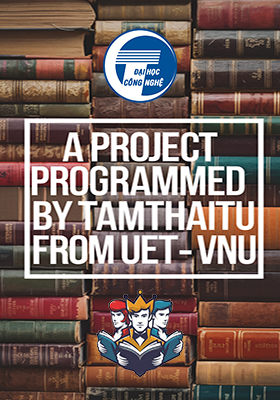 ĐẠI HỌC
CÔNG NGHỆ
A PROJECT
PROGRAMMED
BY TAMTHAITU
FROM UET - VNU